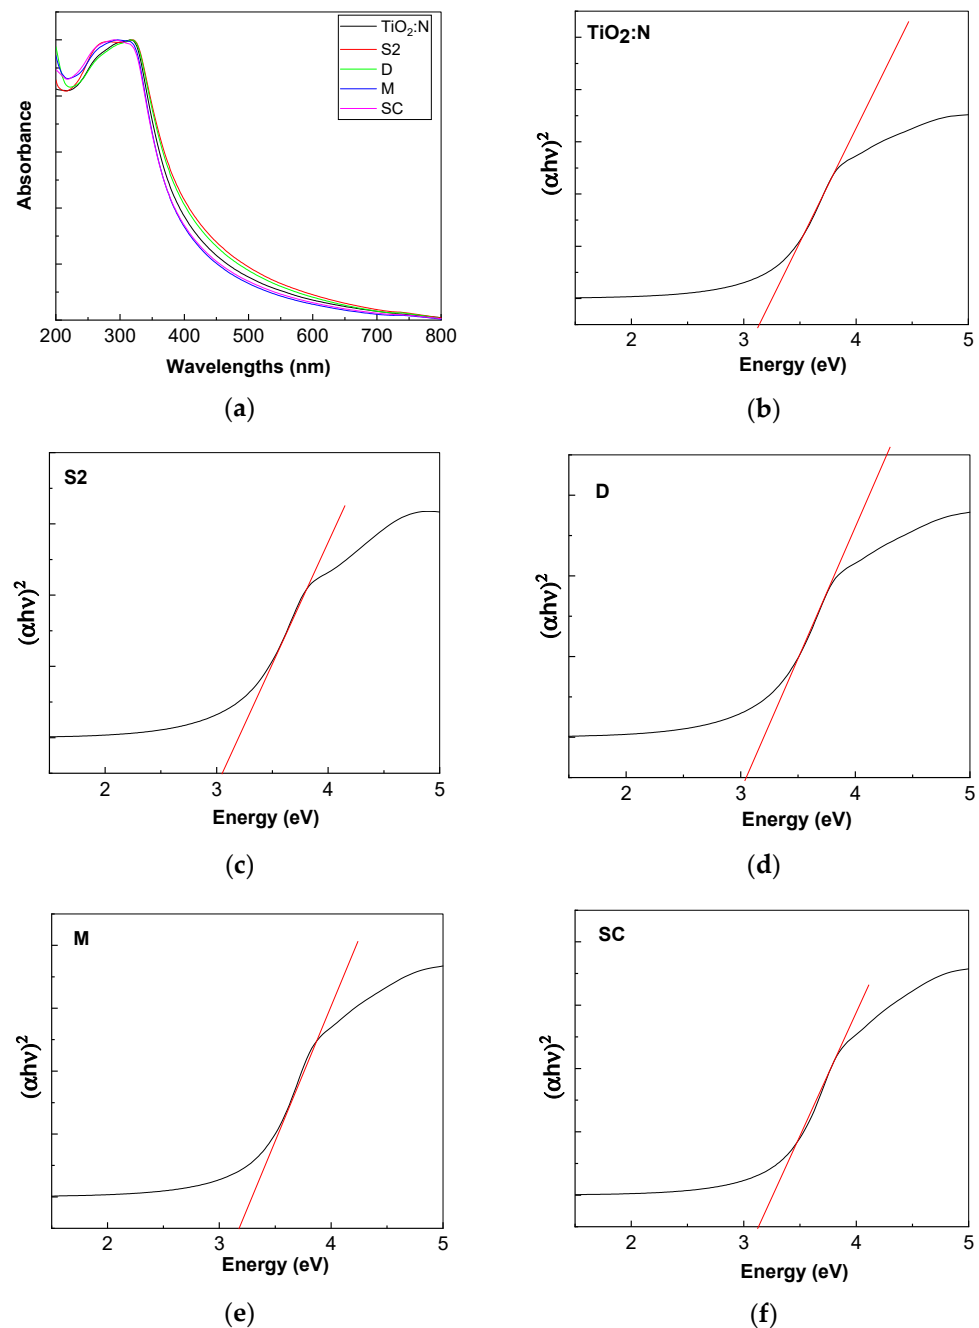 TiO2:N
S2
D
M
SC
Absorbance
200 300 400 500 600 700 800
Wavelengths (nm)
(a)
TiO2:N
(αhν)2
2 3 4 5
Energy (eV)
(b)
S2
(αhν)2
2 3 4 5
Energy (eV)
(c)
D
(αhν)2
2 3 4 5
Energy (eV)
(d)
M
(αhν)2
2 3 4 5
Energy (eV)
(e)
SC
(αhν)2
2 3 4 5
Energy (eV)
(f)